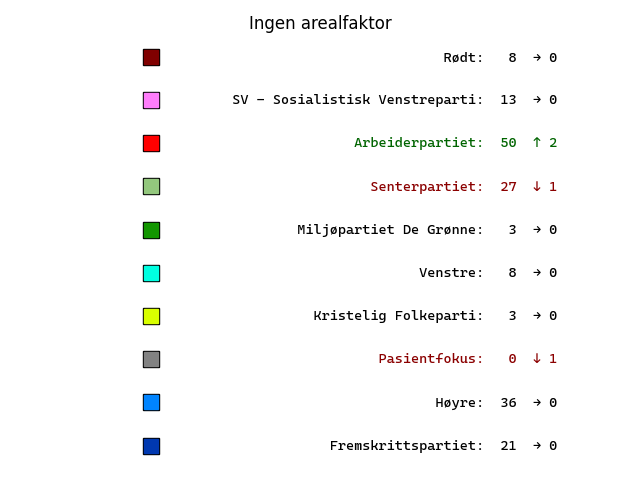 Ingen arealfaktor
Rødt: 8 → 0
SV – Sosialistisk Venstreparti: 13 → 0
Arbeiderpartiet: 50 ↑ 2
Senterpartiet: 27 ↓ 1
Miljøpartiet De Grønne: 3 → 0
Venstre: 8 → 0
Kristelig Folkeparti: 3 → 0
Pasientfokus: 0 ↓ 1
Høyre: 36 → 0
Fremskrittspartiet: 21 → 0